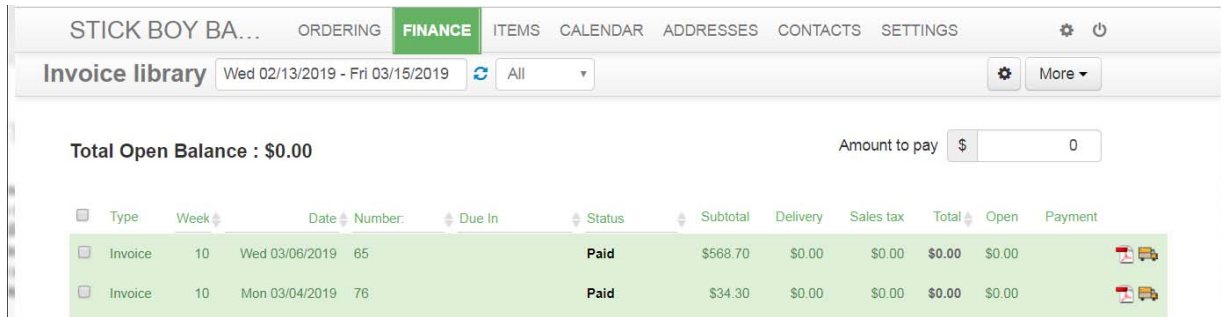 STICK BOY BA... ORDERING FINANCE ITEMS CALENDAR ADDRESSES CONTACTS SETTINGS
Invoice library Wed 02/13/2019 - Fri 03/15/2019 All More
Total Open Balance : $0.00 Amount to pay $ 0
Type Week Date Number: Due In Status Subtotal Delivery Sales tax Total Open Payment
Invoice 10 Wed 03/06/2019 65 Paid $568.70 $0.00 $0.00 $0.00 $0.00
Invoice 10 Mon 03/04/2019 76 Paid $34.30 $0.00 $0.00 $0.00 $0.00